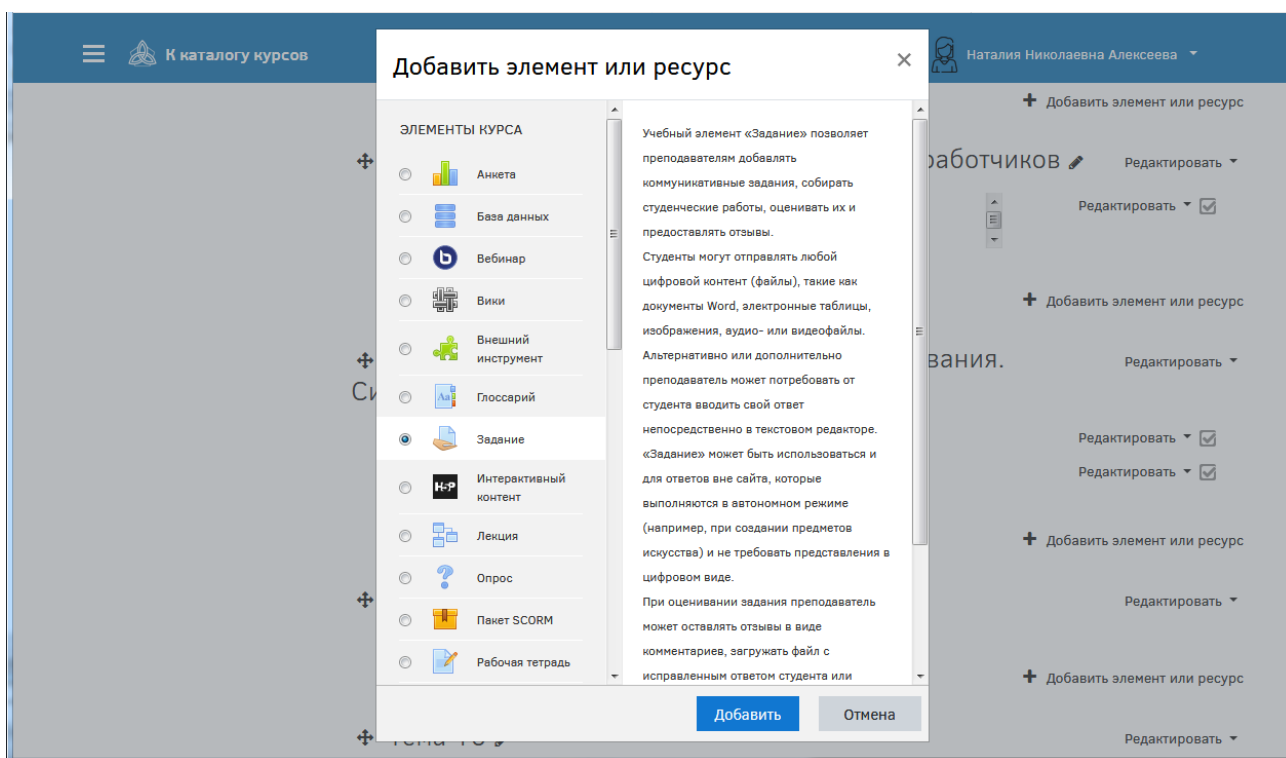 К каталогу курсов
Наталия Николаевна Алексеева
Добавить элемент или ресурс
ЭЛЕМЕНТЫ КУРСА
Анкета
База данных
Вебинар
Вики
Внешний
инструмент
Глоссарий
Задание
H-P
Интерактивный
контент
Лекция
Опрос
Пакет SCORM
Рабочая тетрадь
Учебный элемент «Задание» позволяет
преподавателям добавлять
коммуникативные задания, собирать
студенческие работы, оценивать их и
предоставлять отзывы.
Студенты могут отправлять любой
цифровой контент (файлы), такие как
документы Word, электронные таблицы,
изображения, аудио- или видеофайлы.
Альтернативно или дополнительно
преподаватель может потребовать от
студента вводить свой ответ
непосредственно в текстовом редакторе.
«Задание» может быть использоваться и
для ответов вне сайта, которые
выполняются в автономном режиме
(например, при создании предметов
искусства) и не требовать представления в
цифровом виде.
При оценивании задания преподаватель
может оставлять отзывы в виде
комментариев, загружать файл с
исправленным ответом студента или
Добавить
Отмена
Добавить элемент или ресурс
работчиков
Редактировать
Редактировать
Добавить элемент или ресурс
вания.
Редактировать
Си
Редактировать
Редактировать
Добавить элемент или ресурс
Редактировать
Добавить элемент или ресурс
Редактировать